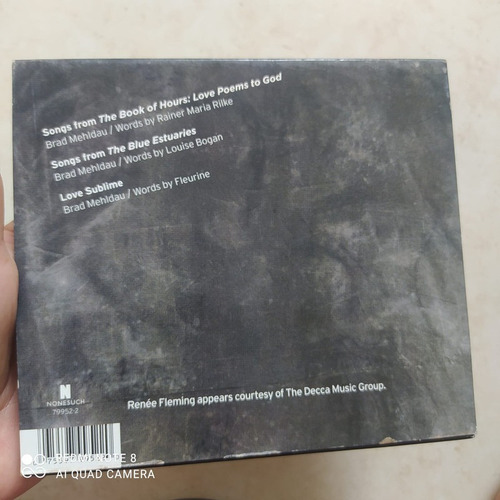 Songs from The Book of Hours: Love Poems to God
Brad Mehldau / Words by Rainer Maria Rilke
Songs from The Blue Estuaries
Brad Mehldau / Words by Louise Bogan
Love Sublime
Brad Mehldau / Words by Fleurine
N
NONESUCH
79952-2
Renée Fleming appears courtesy of The Decca Music Group.
NOTE 8
AI QUAD CAMERA